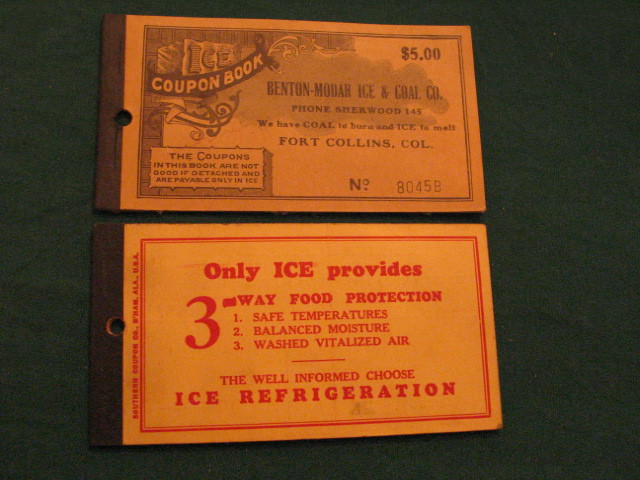 ICE
COUPON BOOK
$5.00
BENTON-MODAH ICE & COAL CO.
PHONE SHERWOOD 145
We have COAL to burn and ICE to melt
FORT COLLINS, COL.
THE COUPONS
IN THIS BOOK ARE NOT
GOOD IF DETACHED AND
ARE PAYABLE ONLY IN ICE
No 8045B
SOUTHERN COUPON CO., B'HAM, ALA., U.S.A.
Only ICE provides
3-WAY FOOD PROTECTION
1. SAFE TEMPERATURES
2. BALANCED MOISTURE
3. WASHED VITALIZED AIR
THE WELL INFORMED CHOOSE
ICE REFRIGERATION